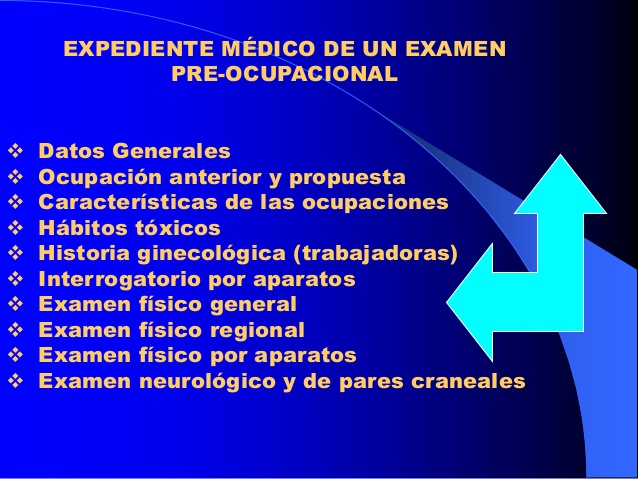 EXPEDIENTE MÉDICO DE UN EXAMEN
PRE-OCUPACIONAL
❖ Datos Generales
❖ Ocupación anterior y propuesta
❖ Características de las ocupaciones
❖ Hábitos tóxicos
❖ Historia ginecológica (trabajadoras)
❖ Interrogatorio por aparatos
❖ Examen físico general
❖ Examen físico regional
❖ Examen físico por aparatos
❖ Examen neurológico y de pares craneales